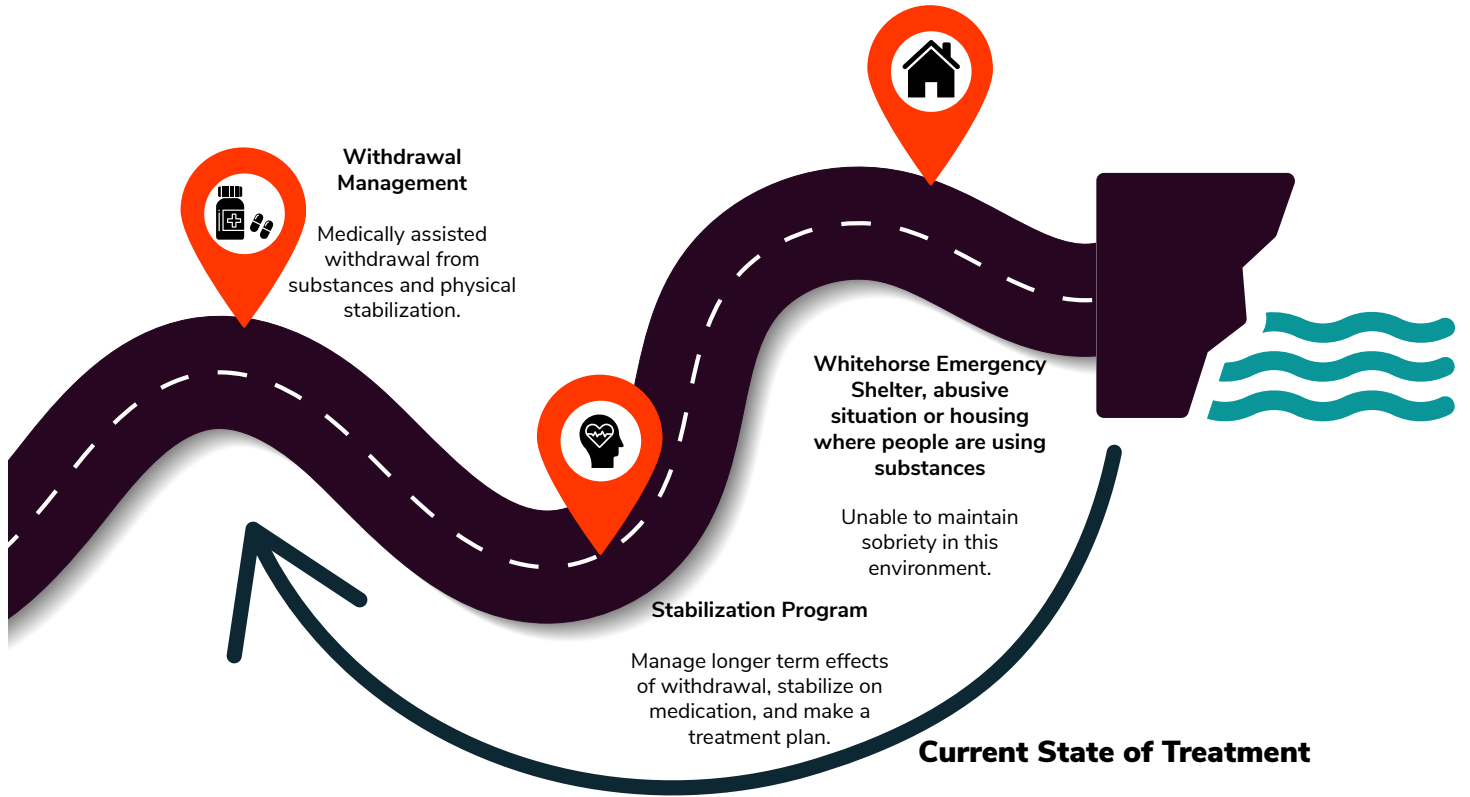 Withdrawal
Management
Medically assisted
withdrawal from
substances and physical
stabilization.
Whitehorse Emergency
Shelter, abusive
situation or housing
where people are using
substances
Unable to maintain
sobriety in this
environment.
Stabilization Program
Manage longer term effects
of withdrawal, stabilize on
medication, and make a
treatment plan.
Current State of Treatment